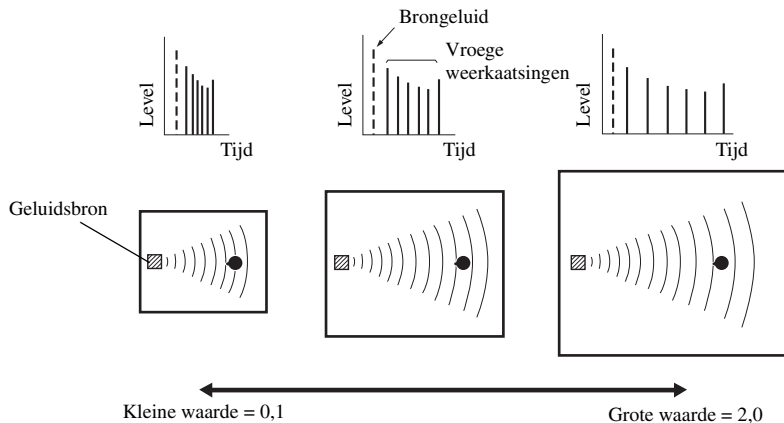 Brongeluid
Vroege
weerkaatsingen
Level
Tijd
Level
Tijd
Level
Tijd
Geluidsbron
Kleine waarde = 0,1
Grote waarde = 2,0